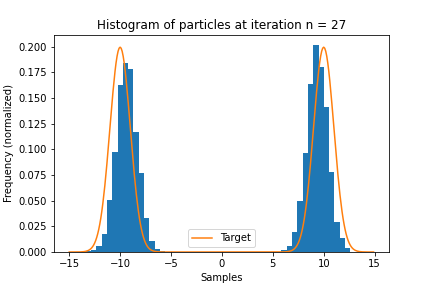 Histogram of particles at iteration n = 27
Frequency (normalized)
0.200
0.175
0.150
0.125
0.100
0.075
0.050
0.025
0.000
Target
−15 −10 −5 0 5 10 15
Samples